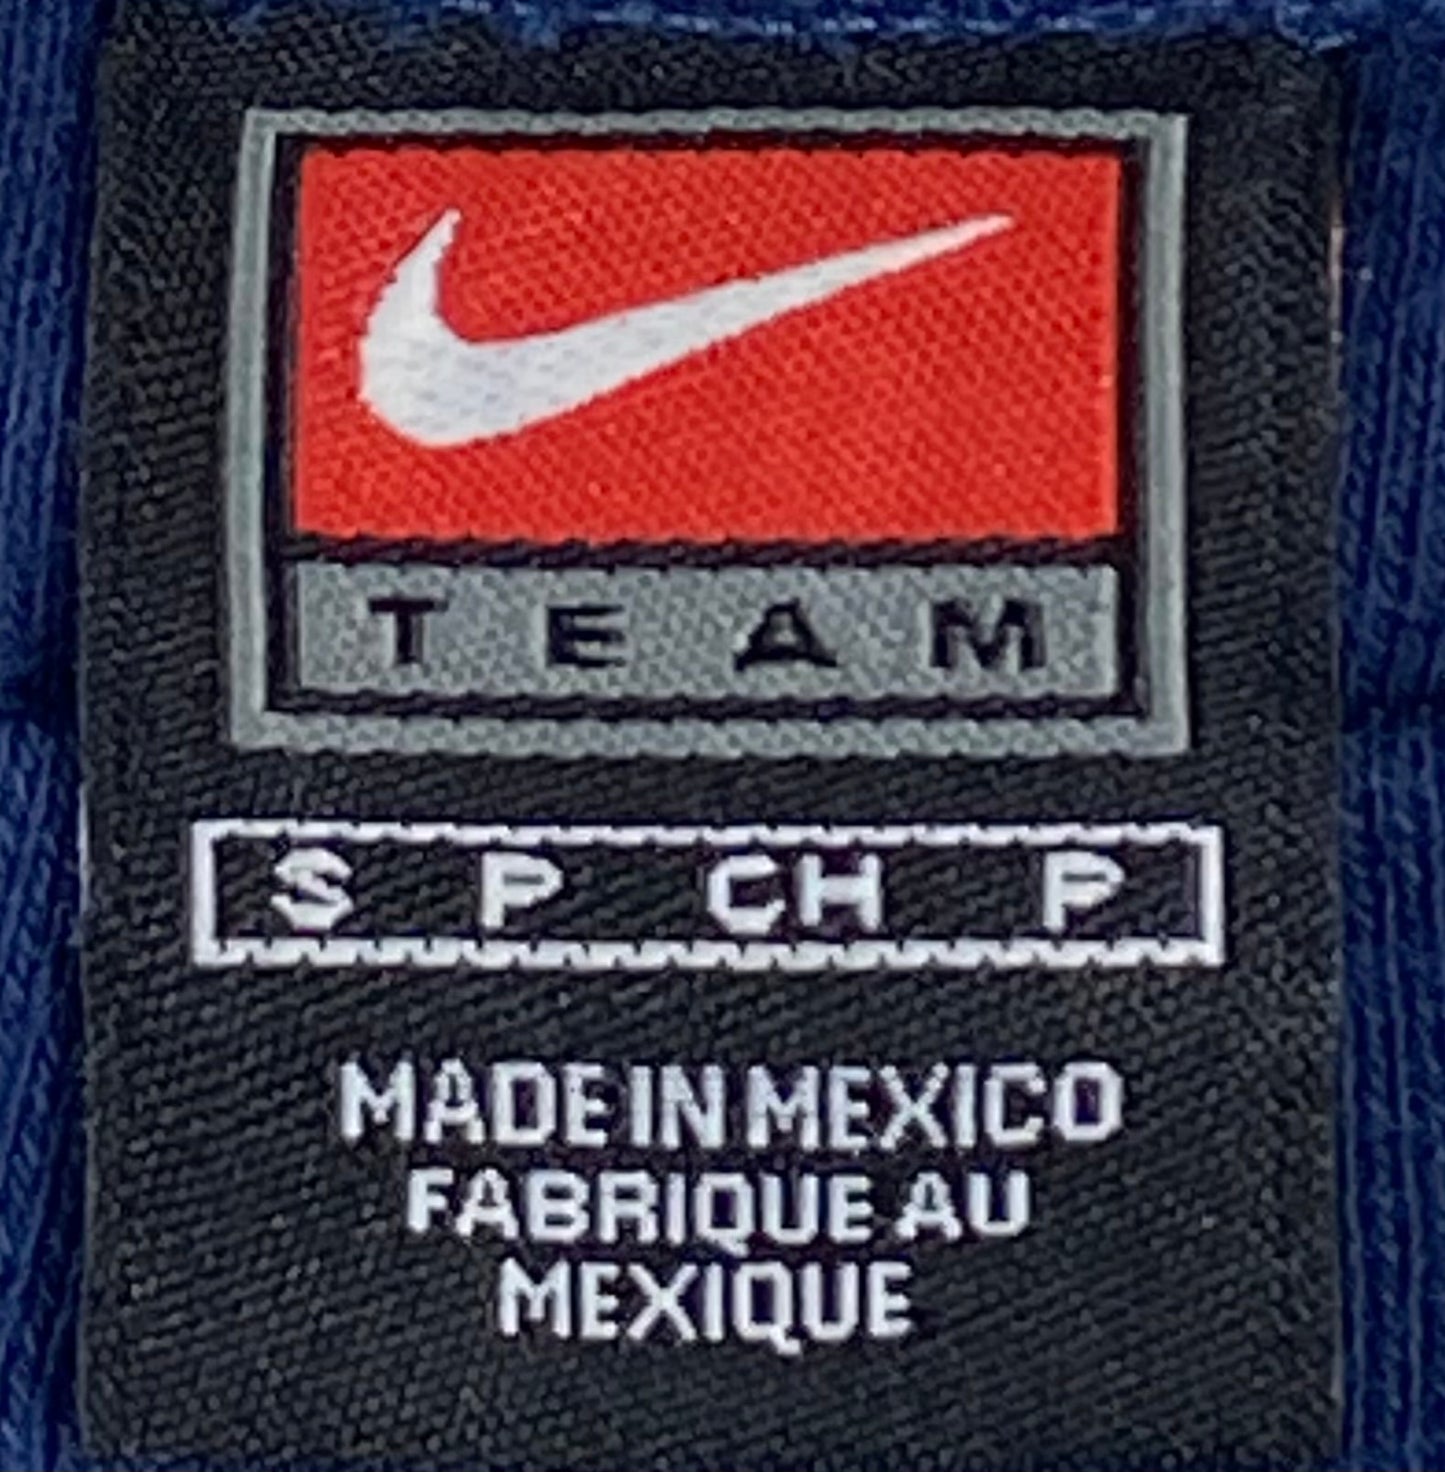 TEAM
S P CH P
MADE IN MEXICO
FABRIQUE AU
MEXIQUE